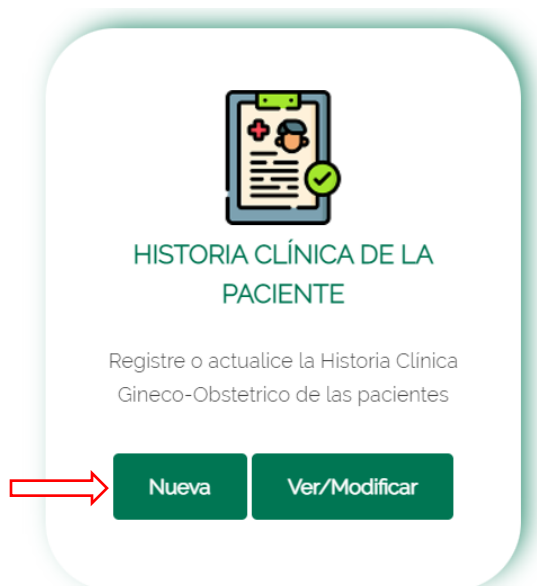 HISTORIA CLÍNICA DE LA
PACIENTE
Registre o actualice la Historia Clínica
Gineco-Obstetrico de las pacientes
Nueva
Ver/Modificar